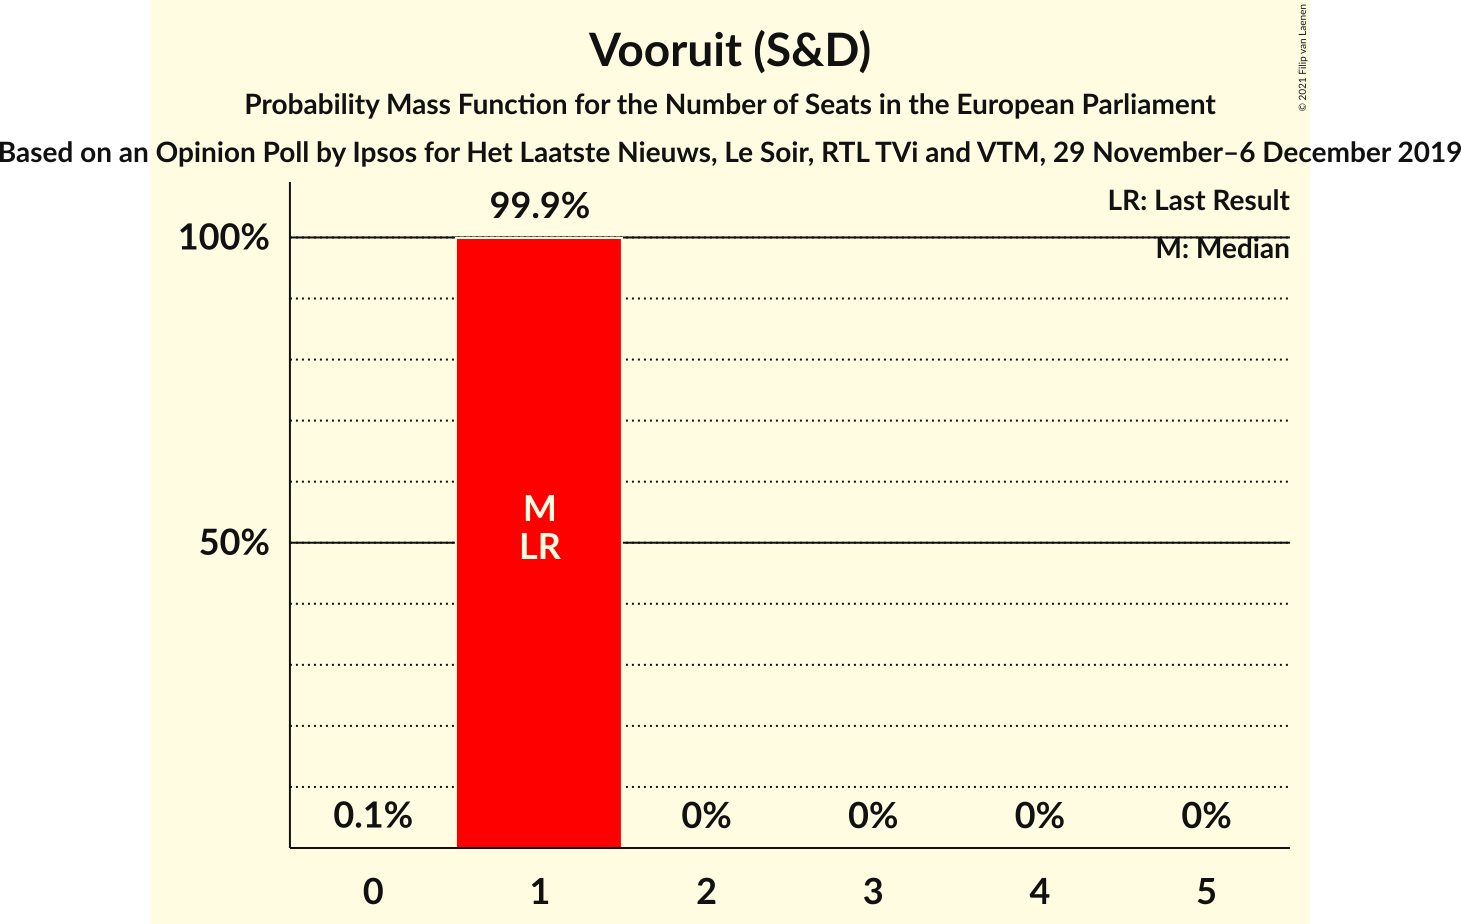 Vooruit (S&D)
Probability Mass Function for the Number of Seats in the European Parliament
Based on an Opinion Poll by Ipsos for Het Laatste Nieuws, Le Soir, RTL TVi and VTM, 29 November–6 December 2019
© 2021 Filip van Laenen
LR: Last Result
M: Median
99.9%
100%
50%
M
LR
0.1%
0%
0%
0%
0%
0
1
2
3
4
5